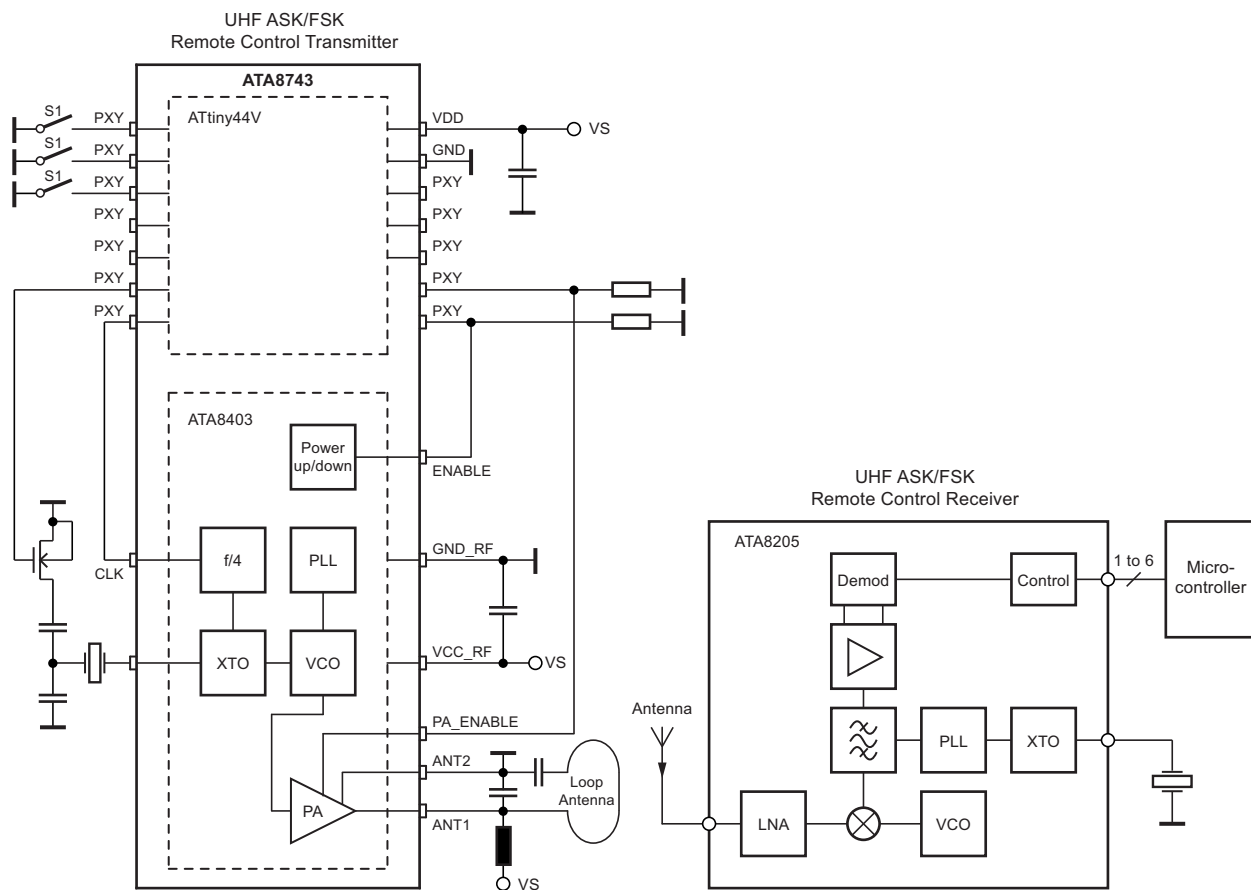 UHF ASK/FSK
Remote Control Transmitter
ATA8743
ATtiny44V
S1
PXY
S1
PXY
S1
PXY
PXY
PXY
PXY
PXY
VDD
VS
GND
PXY
PXY
PXY
PXY
PXY
ATA8403
Power
up/down
ENABLE
CLK
f/4
PLL
GND_RF
XTO
VCO
VCC_RF
VS
PA_ENABLE
ANT2
PA
Loop
Antenna
ANT1
VS
UHF ASK/FSK
Remote Control Receiver
ATA8205
Demod
Control
1 to 6
Micro-
controller
Antenna
PLL
XTO
LNA
VCO